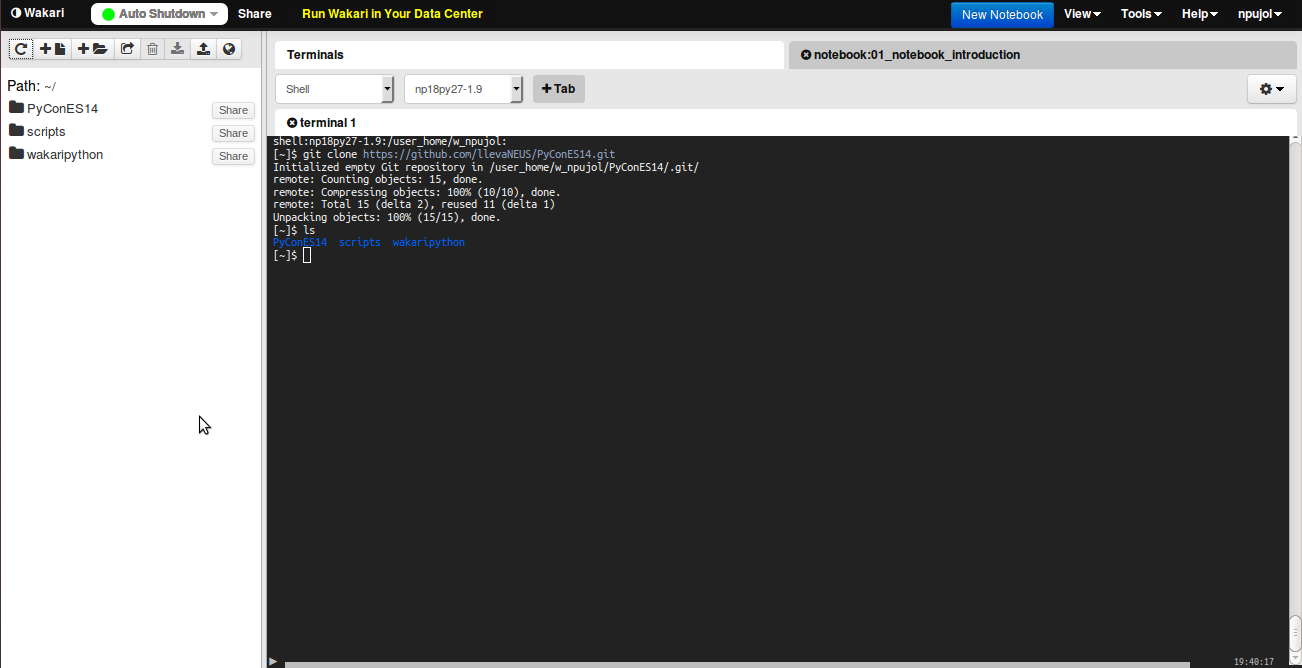 Wakari Auto Shutdown Share Run Wakari in Your Data Center New Notebook View Tools Help npujol
Path: ~/
PyConES14 Share
scripts Share
wakaripython Share
Terminals notebook:01_notebook_introduction
Shell np18py27-1.9 Tab
terminal 1
shell:np18py27-1.9:/user_home/w_npujol:
[~]$ git clone https://github.com/llevaNEUS/PyConES14.git
Initialized empty Git repository in /user_home/w_npujol/PyConES14/.git/
remote: Counting objects: 15, done.
remote: Compressing objects: 100% (10/10), done.
remote: Total 15 (delta 2), reused 11 (delta 1)
Unpacking objects: 100% (15/15), done.
[~]$ ls
PyConES14 scripts wakaripython
[~]$
19:40:17